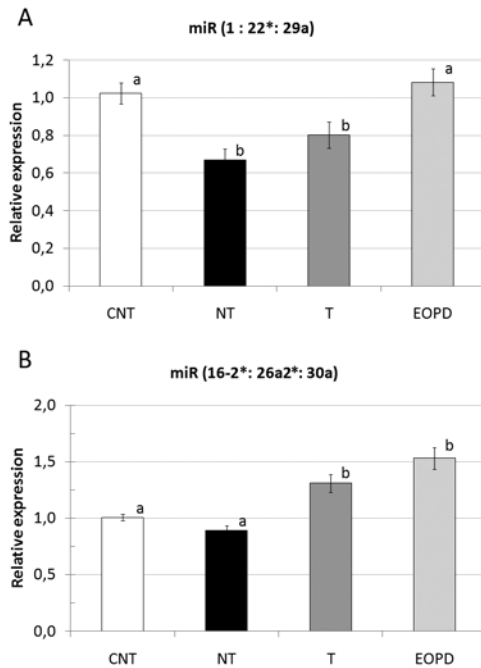 A
miR (1 : 22*: 29a)
Relative expression
1,2
1,0
0,8
0,6
0,4
0,2
0,0
a
b
b
a
CNT NT T EOPD
B
miR (16-2*: 26a2*: 30a)
Relative expression
2,0
1,5
1,0
0,5
0,0
a
a
b
b
CNT NT T EOPD